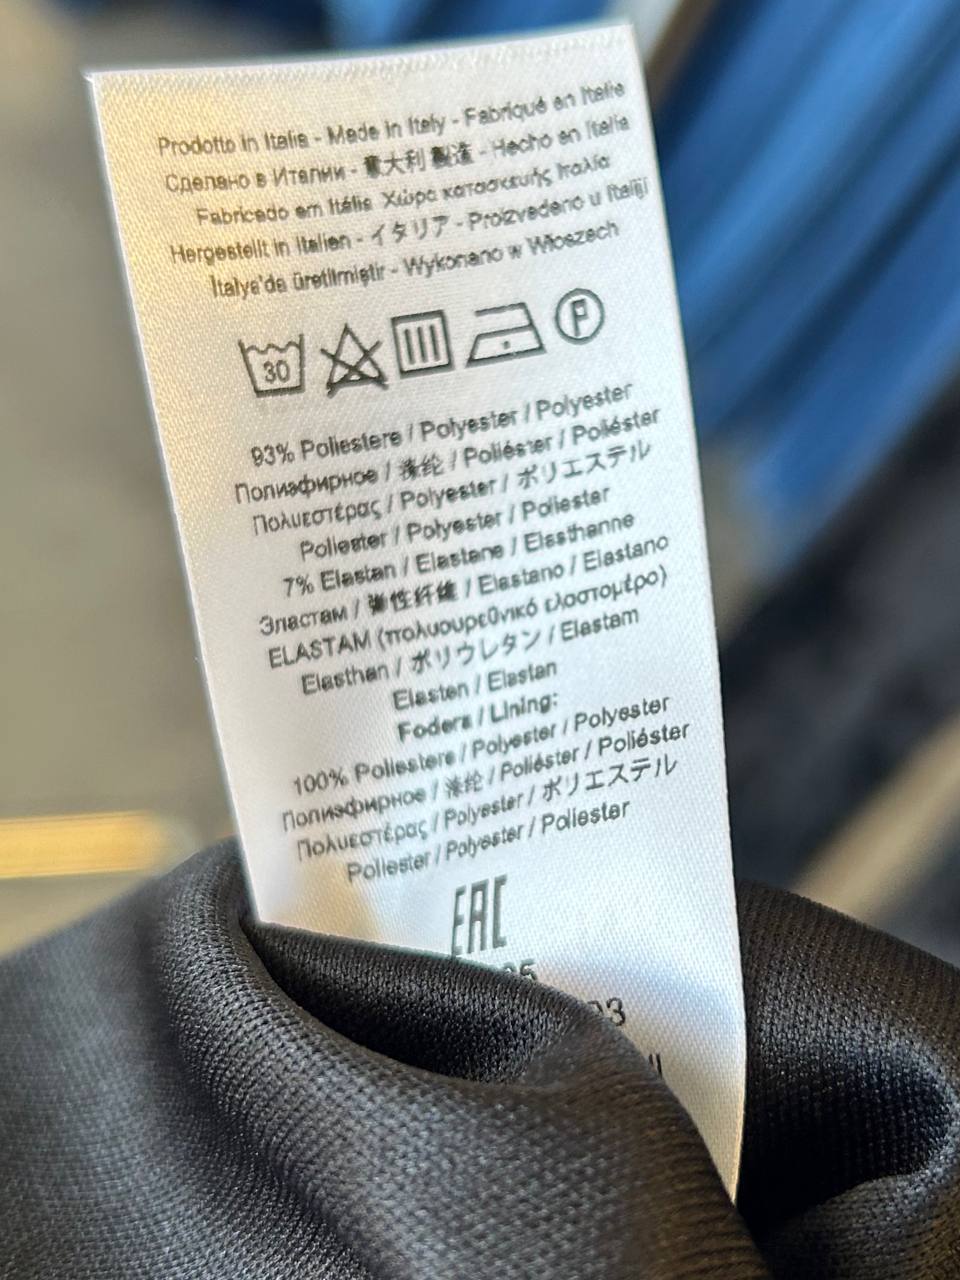 Prodotto in Italia - Made in Italy - Fabriqué en Italie
Сделано в Италии - 意大利 製造 - Hecho en Italia
Fabricado em Itália Χώρα κατασκευής Ιταλία
Hergestellt in Italien - イタリア - Proizvedeno u Italiji
İtalya'da üretilmiştir - Wykonano w Włoszech
30 P
93% Poliestere / Polyester / Polyester
Полиэфирное / 涤纶 / Poliéster / Poliéster
Πολυεστέρας / Polyester / ポリエステル
Poliester / Polyester / Poliester
7% Elastan / Elastane / Elasthanne
Эластам / 弹性纤维 / Elastano / Elastano
ELASTAM (πολυουρεθνικό ελαστομέρο)
Elasthan / ポリウレタン / Elastam
Elasten / Elastan
Fodera / Lining:
100% Poliestere / Polyester / Polyester
Полиэфирное / 涤纶 / Poliéster / Poliéster
Πολυεστέρας / Polyester / ポリエステル
Poliester / Polyester / Poliester
EAC